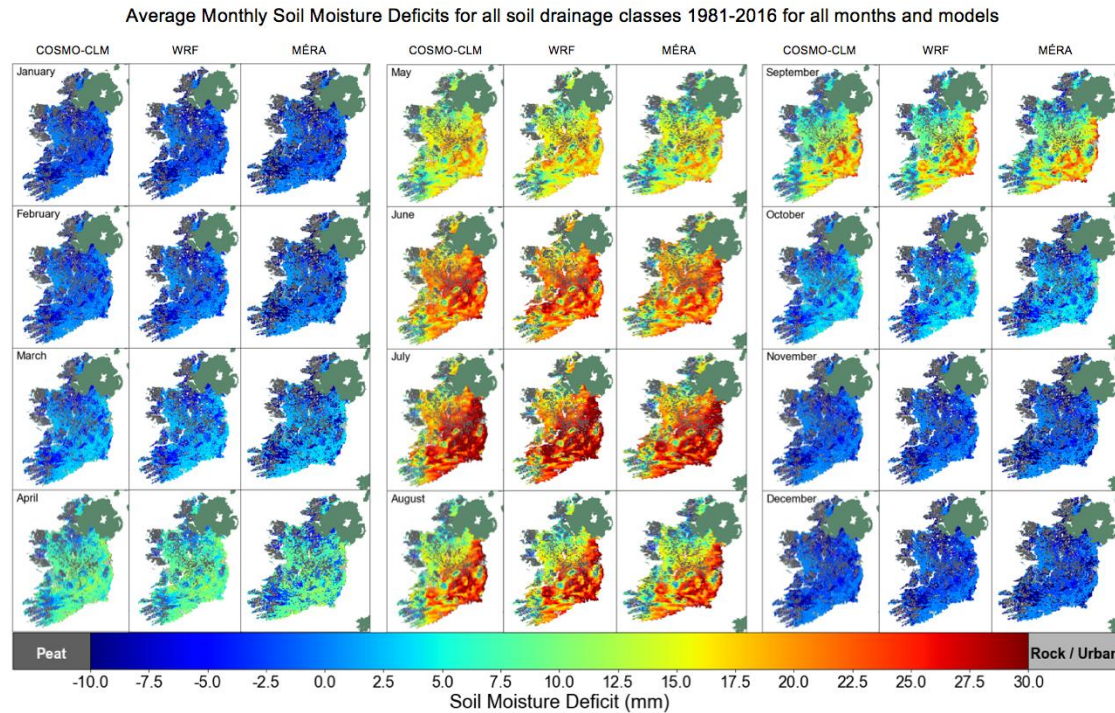 Average Monthly Soil Moisture Deficits for all soil drainage classes 1981-2016 for all months and models
COSMO-CLM WRF MÉRA COSMO-CLM WRF MÉRA COSMO-CLM WRF MÉRA
January May September
February June October
March July November
April August December
Peat Rock / Urban
-10.0 -7.5 -5.0 -2.5 0.0 2.5 5.0 7.5 10.0 12.5 15.0 17.5 20.0 22.5 25.0 27.5 30.0
Soil Moisture Deficit (mm)